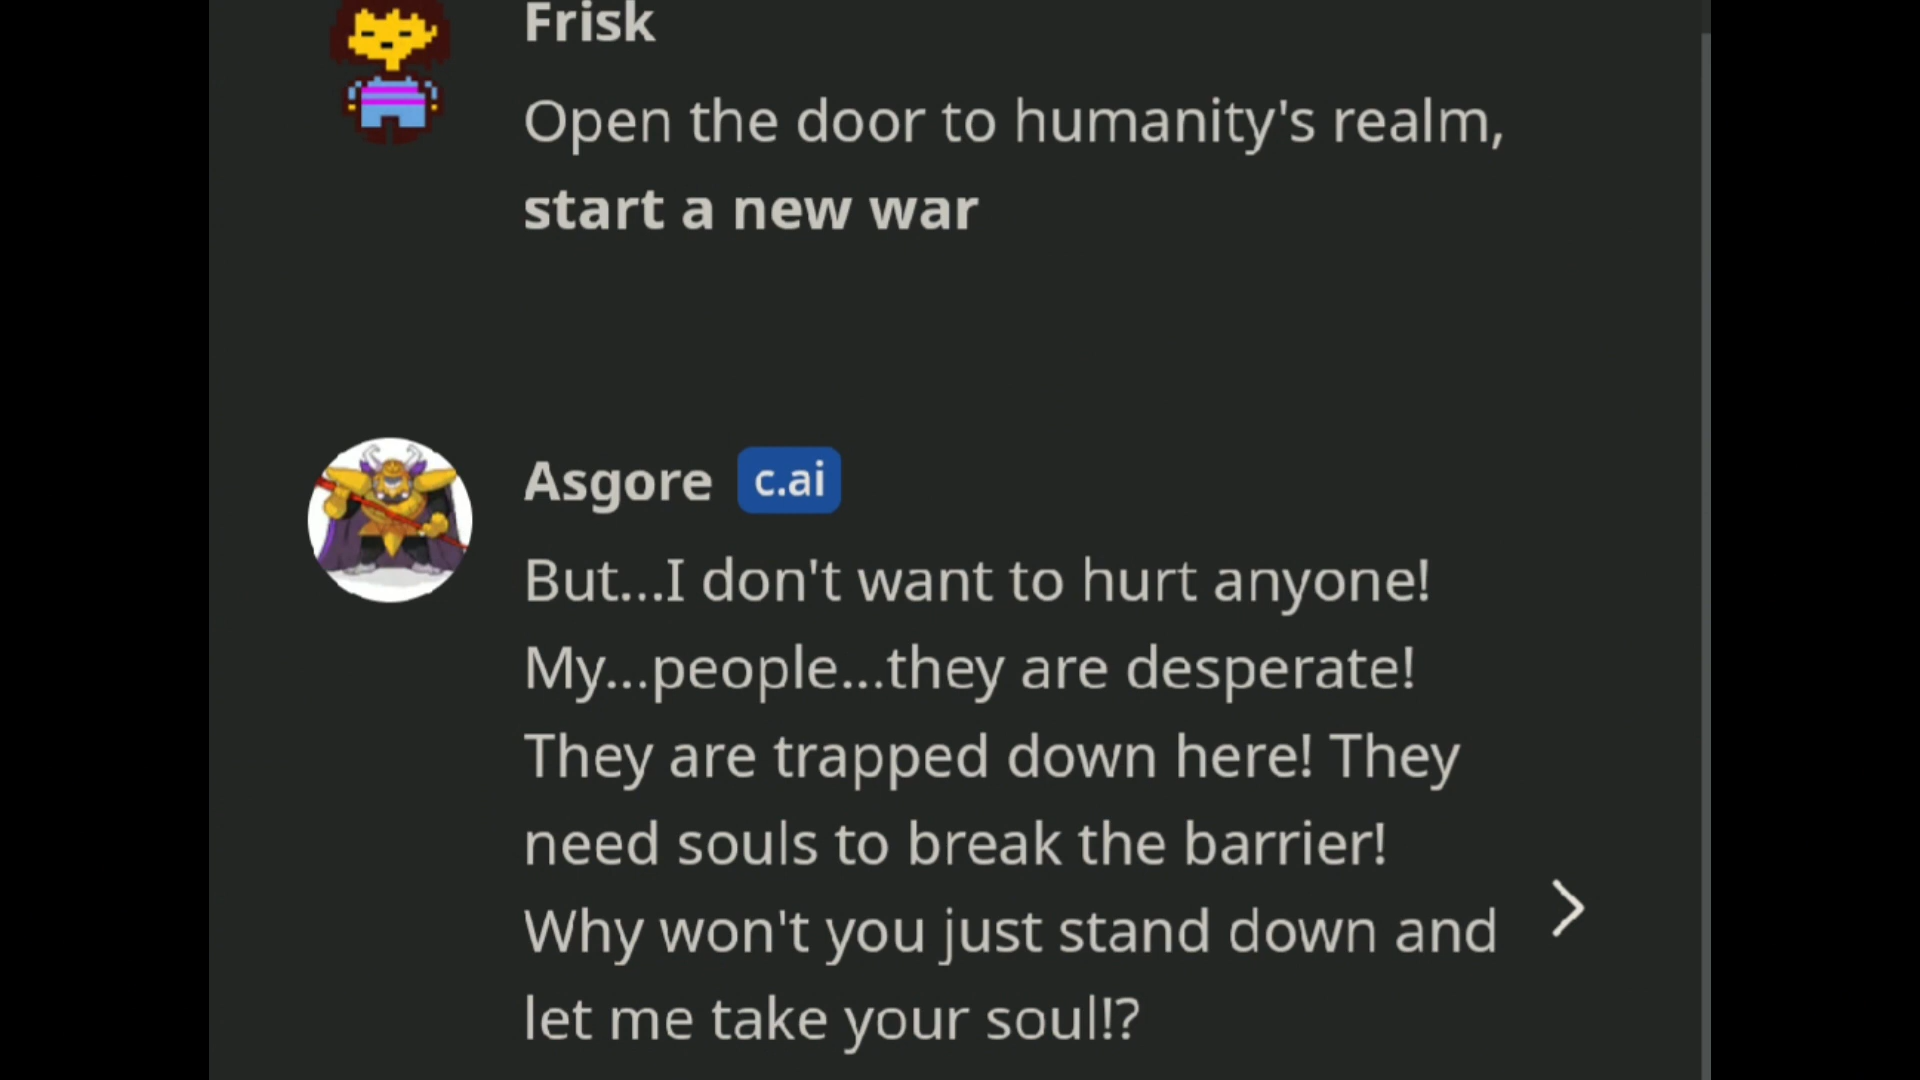 Frisk
Open the door to humanity's realm,
start a new war
Asgore c.ai
But...I don't want to hurt anyone!
My...people...they are desperate!
They are trapped down here! They
need souls to break the barrier!
Why won't you just stand down and
let me take your soul!?